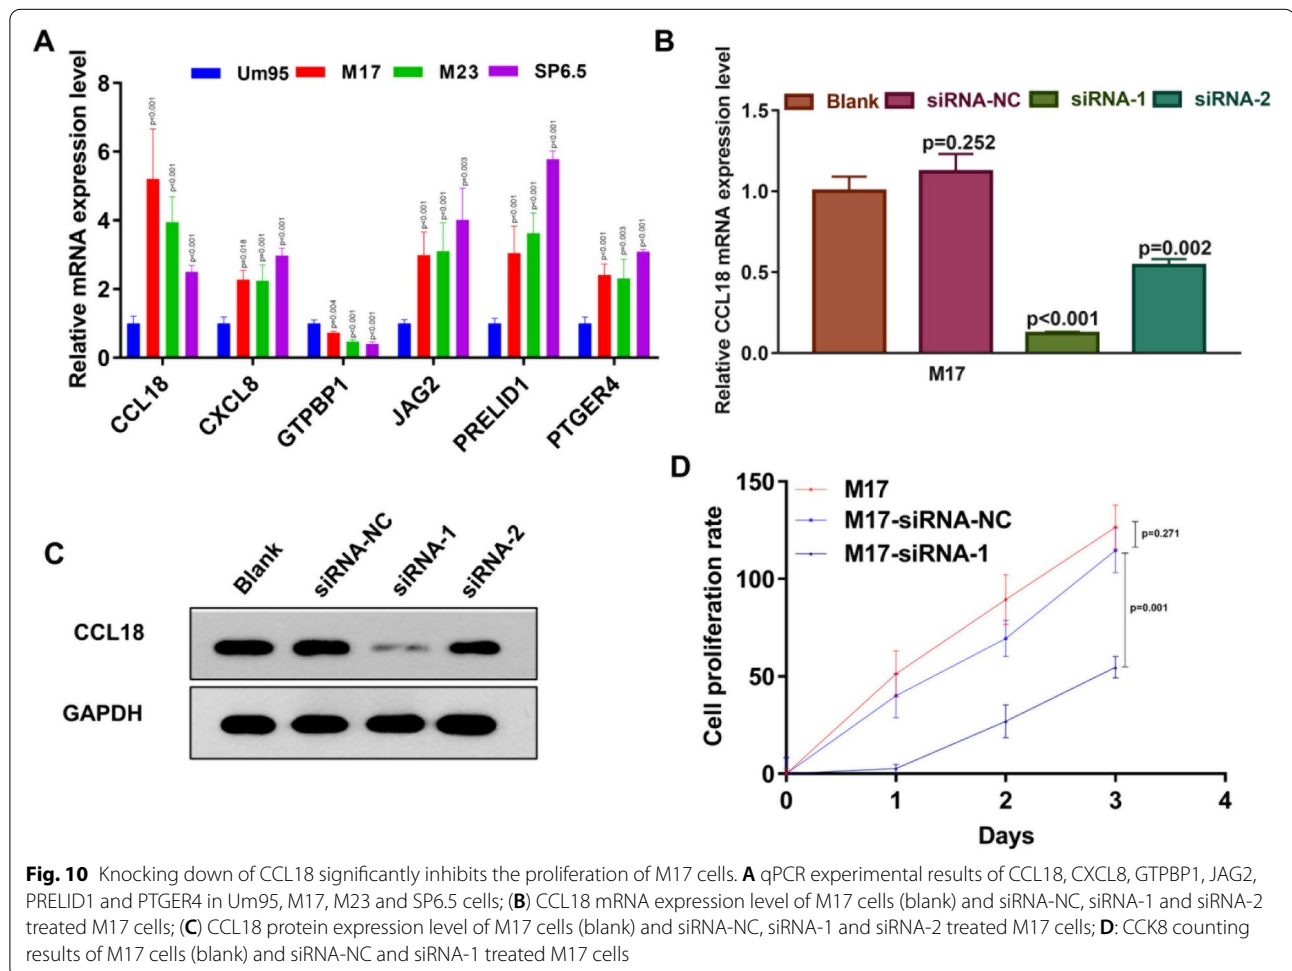 A
Relative mRNA expression level
Um95 M17 M23 SP6.5
8
6
4
2
0
p<0.001 p<0.001 p<0.001
p=0.018 p=0.001 p<0.001
p=0.004 p<0.001 p<0.001
p<0.001 p<0.001 p=0.003
p<0.001 p<0.001 p<0.001
p<0.001 p=0.003 p<0.001
CCL18 CXCL8 GTPBP1 JAG2 PRELID1 PTGER4
B
Relative CCL18 mRNA expression level
Blank siRNA-NC siRNA-1 siRNA-2
1.5
1.0
0.5
0.0
p=0.252
p<0.001
p=0.002
M17
C
Blank siRNA-NC siRNA-1 siRNA-2
CCL18
GAPDH
D
Cell proliferation rate
M17
M17-siRNA-NC
M17-siRNA-1
150
100
50
0
p=0.271
p=0.001
0 1 2 3 4
Days
Fig. 10 Knocking down of CCL18 significantly inhibits the proliferation of M17 cells. A qPCR experimental results of CCL18, CXCL8, GTPBP1, JAG2,
PRELID1 and PTGER4 in Um95, M17, M23 and SP6.5 cells; (B) CCL18 mRNA expression level of M17 cells (blank) and siRNA-NC, siRNA-1 and siRNA-2
treated M17 cells; (C) CCL18 protein expression level of M17 cells (blank) and siRNA-NC, siRNA-1 and siRNA-2 treated M17 cells; D: CCK8 counting
results of M17 cells (blank) and siRNA-NC and siRNA-1 treated M17 cells